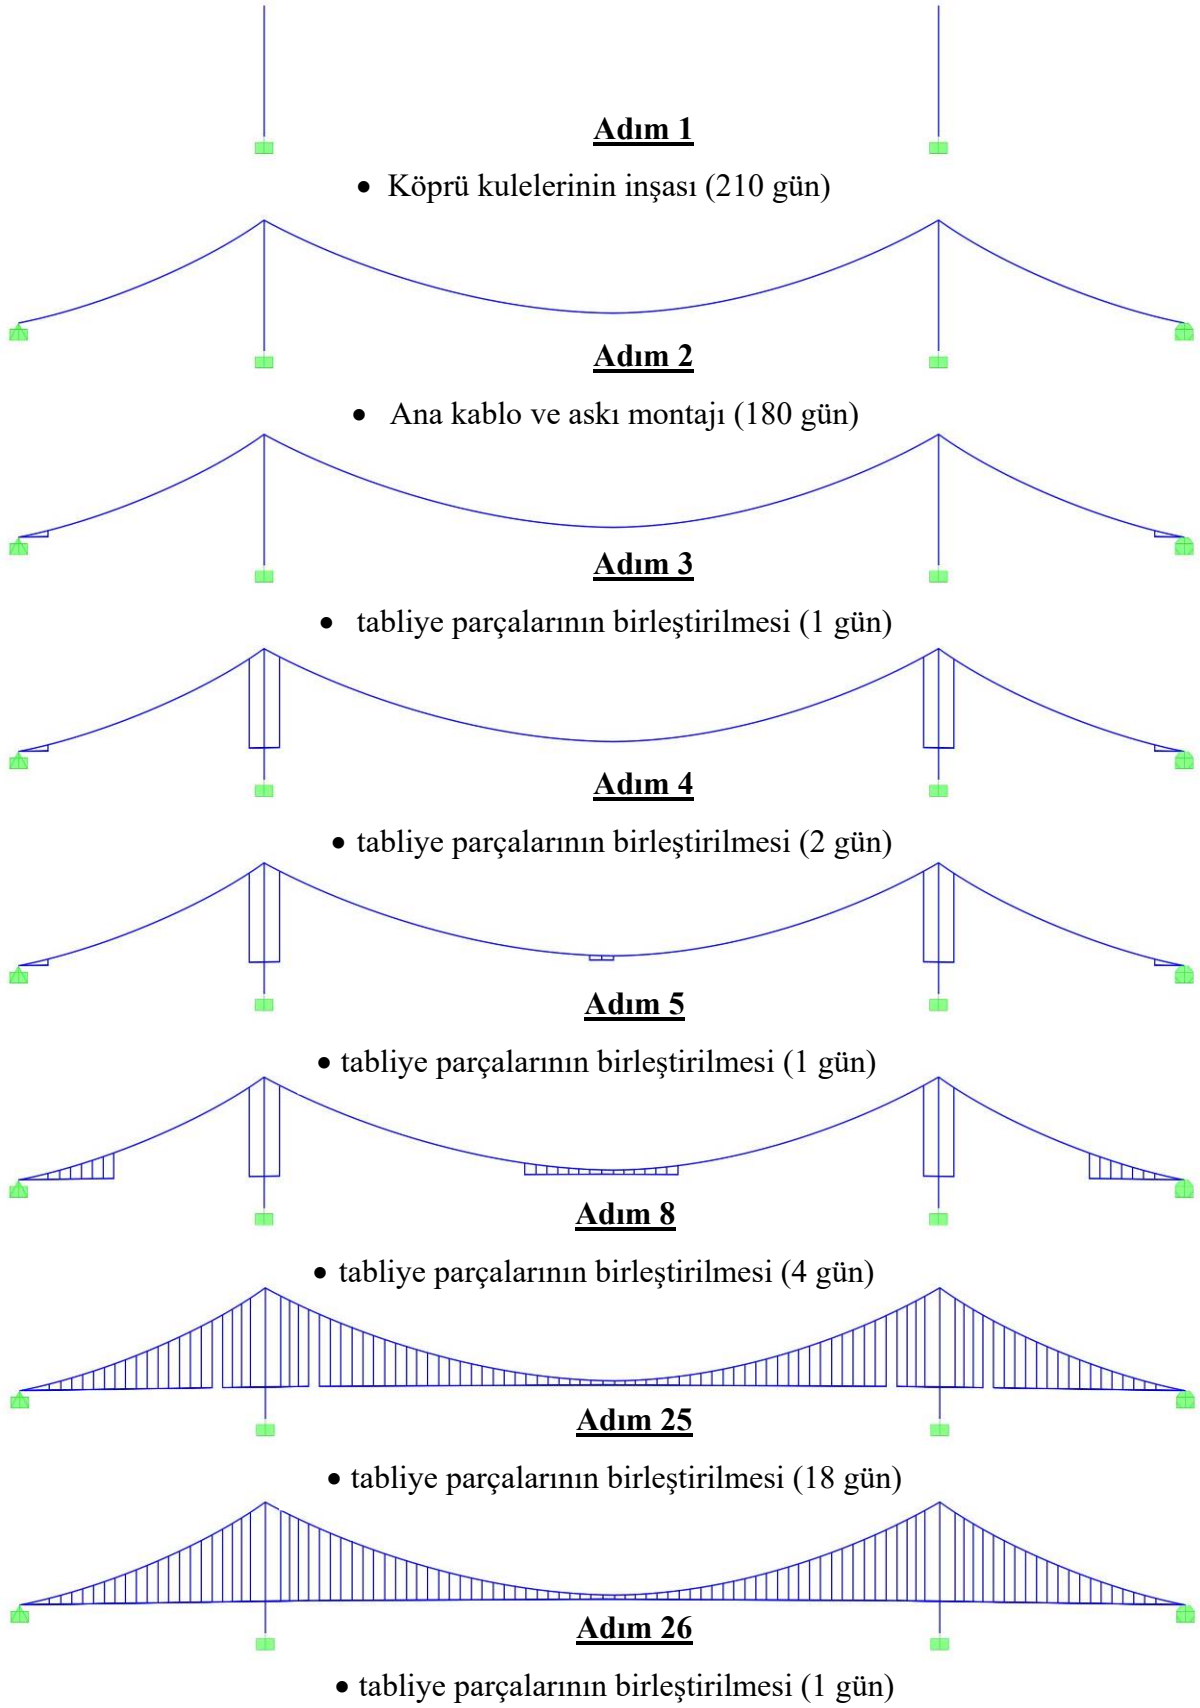 Adım 1
• Köprü kulelerinin inşası (210 gün)
Adım 2
• Ana kablo ve askı montajı (180 gün)
Adım 3
• tabliye parçalarının birleştirilmesi (1 gün)
Adım 4
• tabliye parçalarının birleştirilmesi (2 gün)
Adım 5
• tabliye parçalarının birleştirilmesi (1 gün)
Adım 8
• tabliye parçalarının birleştirilmesi (4 gün)
Adım 25
• tabliye parçalarının birleştirilmesi (18 gün)
Adım 26
• tabliye parçalarının birleştirilmesi (1 gün)